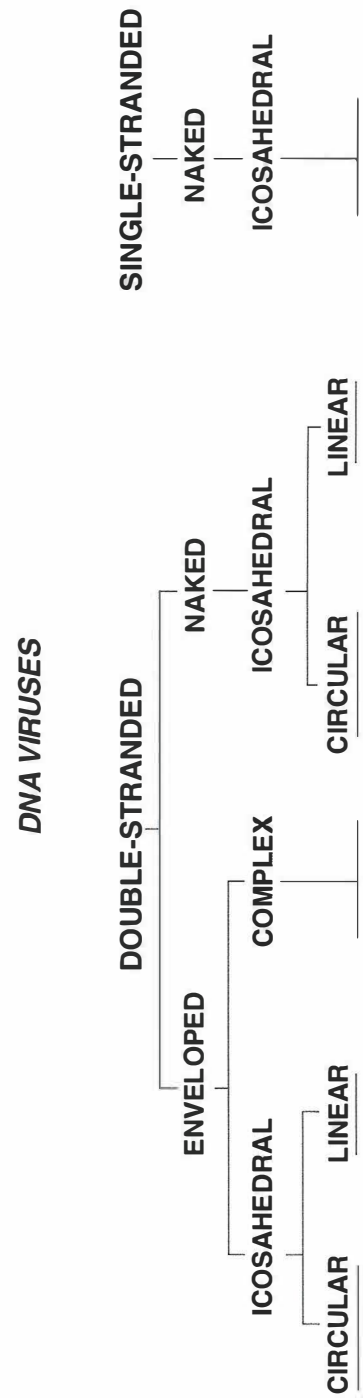 DNA VIRUSES
DOUBLE-STRANDED SINGLE-STRANDED
ENVELOPED NAKED NAKED
ICOSAHEDRAL COMPLEX ICOSAHEDRAL ICOSAHEDRAL
CIRCULAR LINEAR CIRCULAR LINEAR